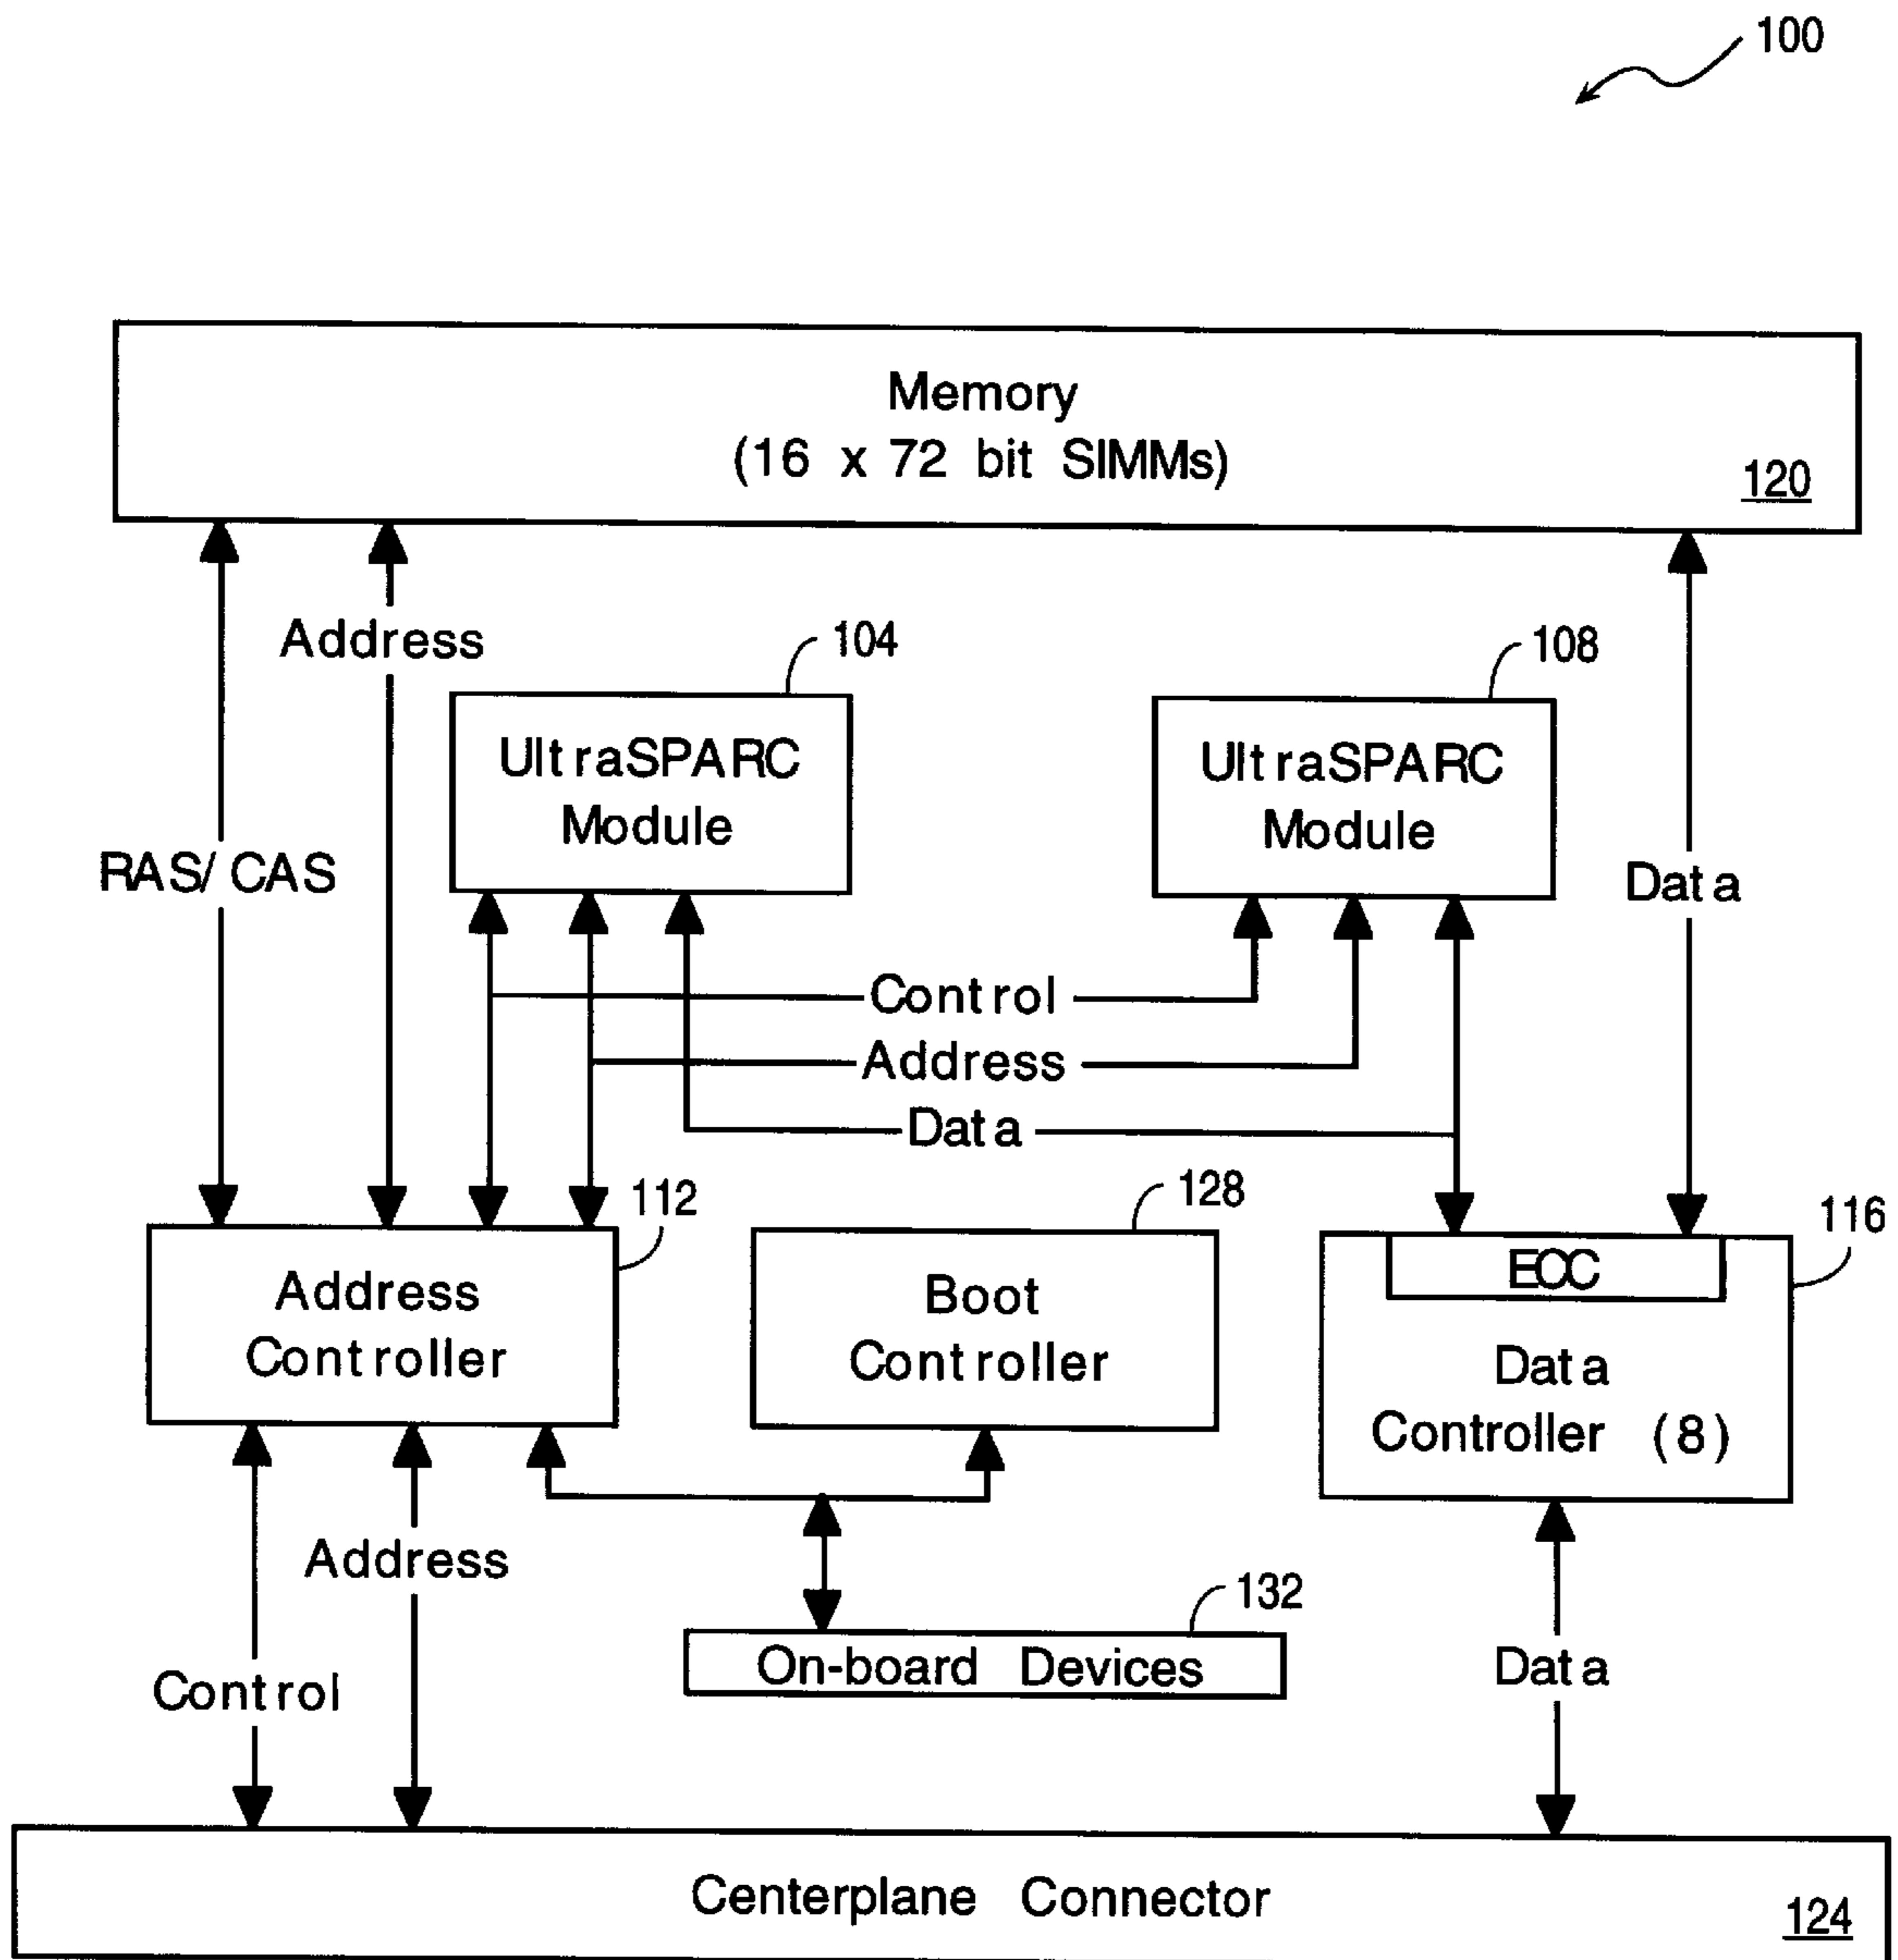 100
Memory
(16 x 72 bit SIMMs)
120
Address
104
108
UltraSPARC
Module
UltraSPARC
Module
RAS/ CAS
Data
Control
Address
Data
112
128
116
Address
Controller
Boot
Controller
ECC
Data
Controller (8)
Address
132
On-board Devices
Control
Data
Centerplane Connector
124